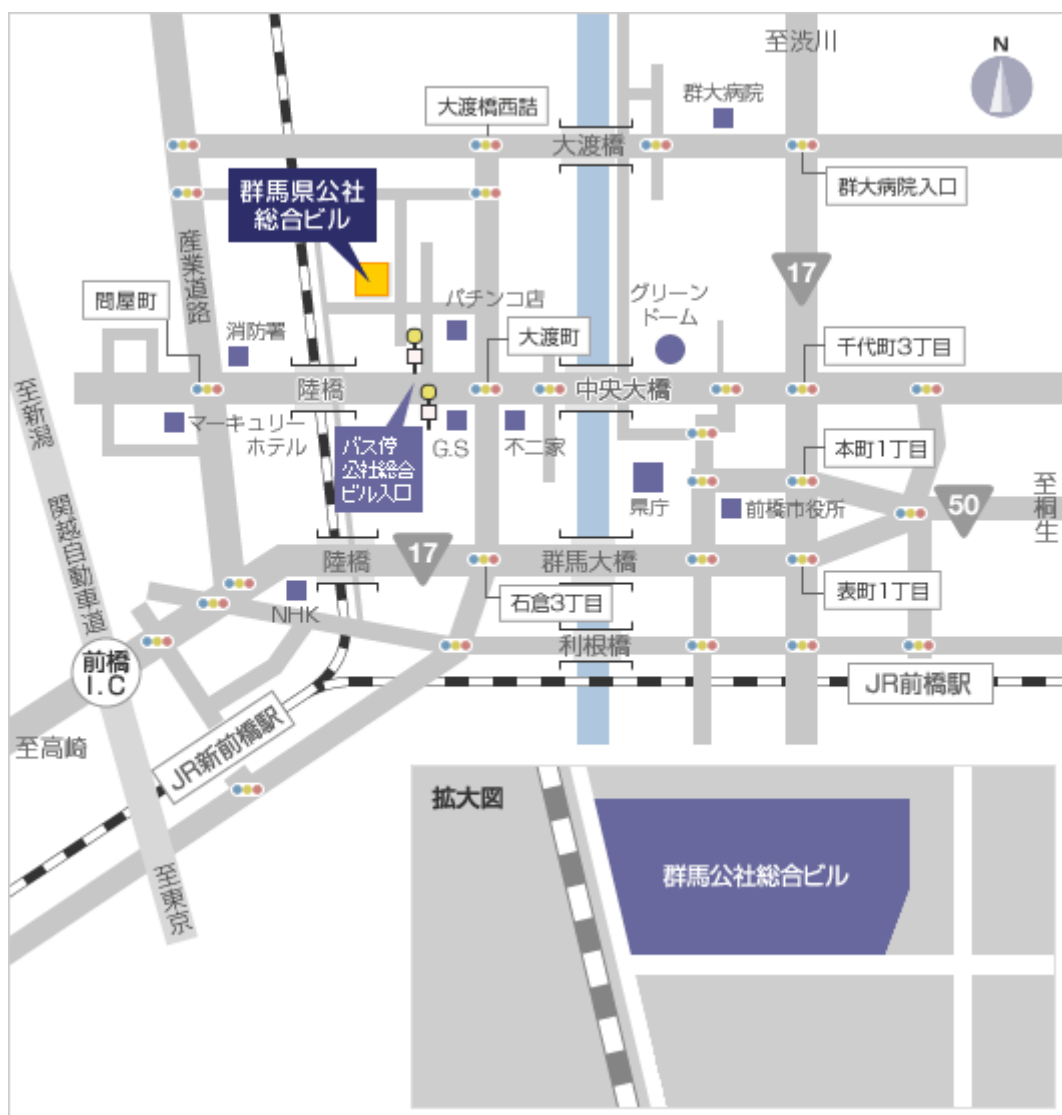 至渋川
N
群大病院
大渡橋西詰
大渡橋
群大病院入口
群馬県公社
総合ビル
産業道路
17
問屋町
消防署
パチンコ店
大渡町
グリーン
ドーム
千代町3丁目
陸橋
中央大橋
至新潟
マーキュリー
ホテル
バス停
公社総合
ビル入口
G.S
不二家
本町1丁目
県庁
前橋市役所
50
至桐生
関越自動車道
陸橋
17
群馬大橋
NHK
石倉3丁目
表町1丁目
前橋
I.C
利根橋
JR前橋駅
至高崎
JR新前橋駅
至東京
拡大図
群馬公社総合ビル